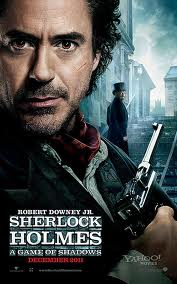 ROBERT DOWNEY JR.
SHERLOCK
HOLMES
A GAME OF SHADOWS
DECEMBER 2011
YAHOO!
MOVIES